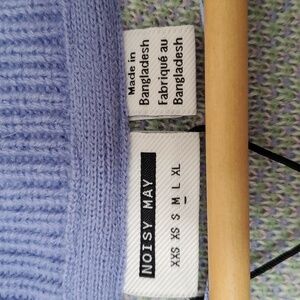 Made in
Bangladesh
Fabriqué au
Bangladesh
NOISY MAY
XXS XS S M L XL